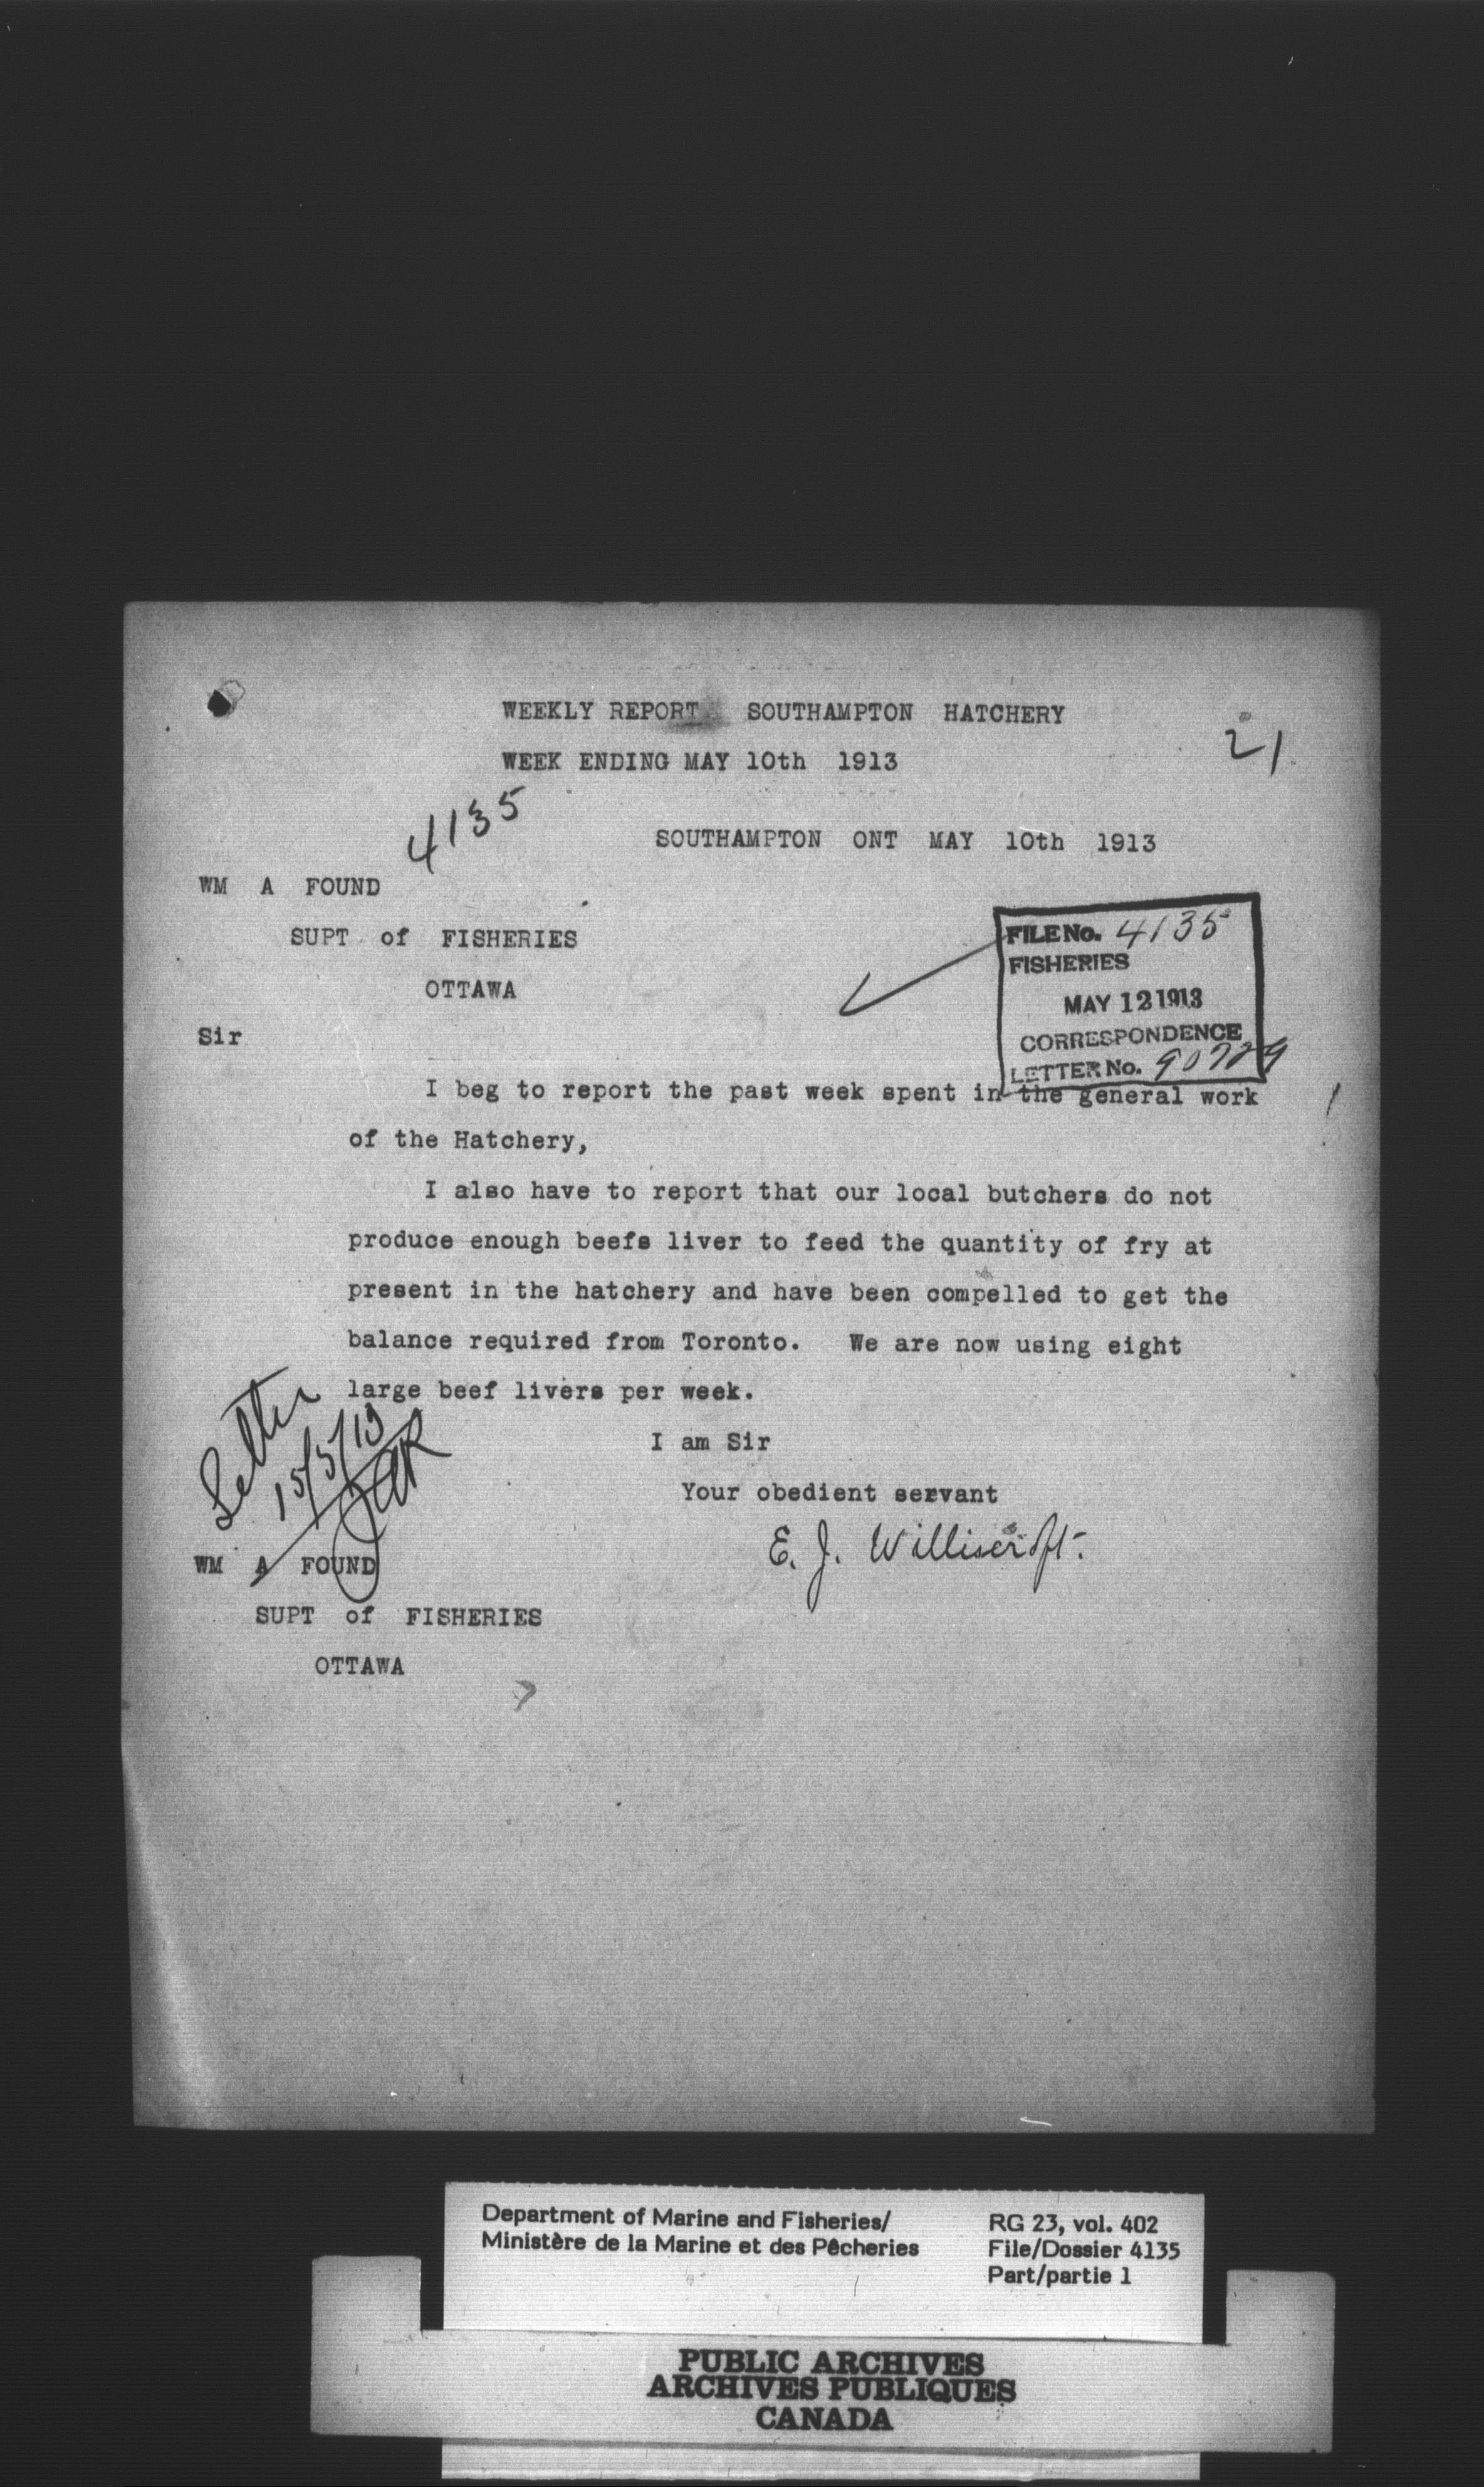 WEEKLY REPORT. SOUTHAMPTON HATCHERY
WEEK ENDING MAY 10th 1913
21
4135
SOUTHAMPTON ONT MAY 10th 1913
WM A FOUND
SUPT. of FISHERIES
OTTAWA
FILE No. 4135
FISHERIES
MAY 12 1913
CORRESPONDENCE
LETTER No. 90729
Sir
I beg to report the past week spent in the general work
of the Hatchery,
I also have to report that our local butchers do not
produce enough beefs liver to feed the quantity of fry at
present in the hatchery and have been compelled to get the
balance required from Toronto. We are now using eight
large beef livers per week.
I am Sir
Your obedient servant
E. J. Williscroft.
Letter
15/5/13
WM A FOUND
SUPT of FISHERIES
OTTAWA
Department of Marine and Fisheries/
Ministère de la Marine et des Pêcheries
RG 23, vol. 402
File/Dossier 4135
Part/partie 1
PUBLIC ARCHIVES
ARCHIVES PUBLIQUES
CANADA